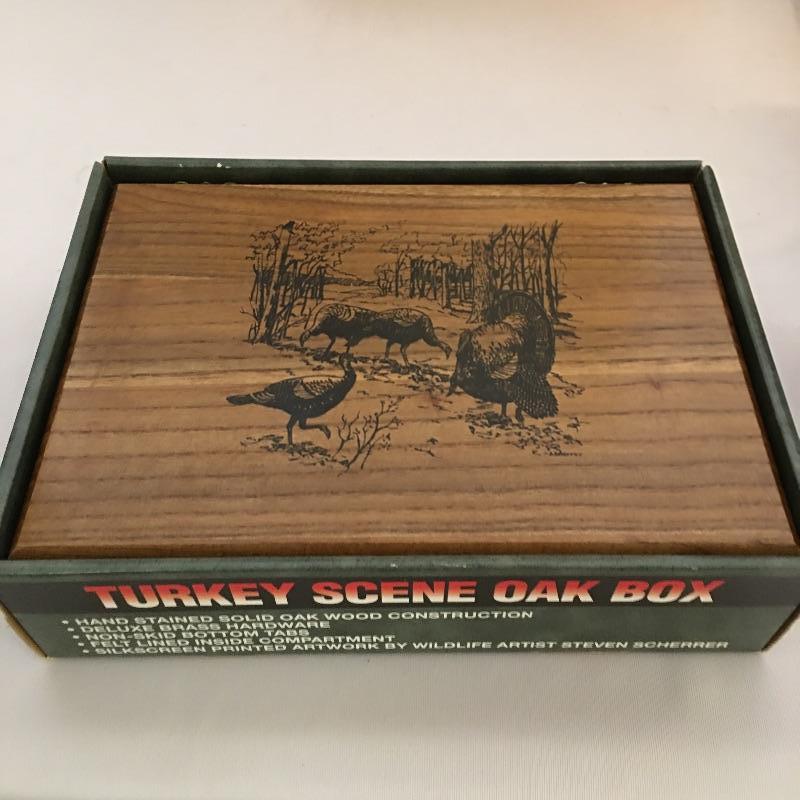 TURKEY SCENE OAK BOX
• HAND STAINED SOLID OAK WOOD CONSTRUCTION
• DELUXE BRASS HARDWARE
• NON-SKID BOTTOM TABS
• FELT LINED INSIDE COMPARTMENT
• SILKSCREEN PRINTED ARTWORK BY WILDLIFE ARTIST STEVEN SCHERRER